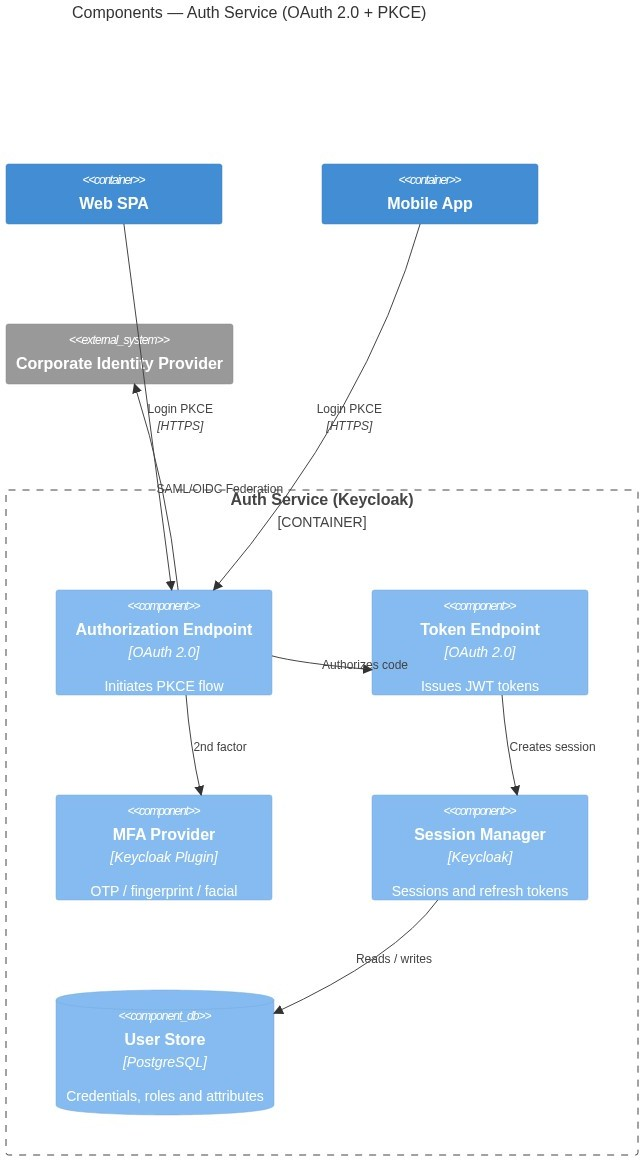 Components — Auth Service (OAuth 2.0 + PKCE)
<<container>>
Web SPA
<<container>>
Mobile App
<<external_system>>
Corporate Identity Provider
Login PKCE
[HTTPS]
Login PKCE
[HTTPS]
SAML/OIDC Federation
Auth Service (Keycloak)
[CONTAINER]
<<component>>
Authorization Endpoint
[OAuth 2.0]
Initiates PKCE flow
Authorizes code
<<component>>
Token Endpoint
[OAuth 2.0]
Issues JWT tokens
2nd factor
Creates session
<<component>>
MFA Provider
[Keycloak Plugin]
OTP / fingerprint / facial
<<component>>
Session Manager
[Keycloak]
Sessions and refresh tokens
Reads / writes
<<component_db>>
User Store
[PostgreSQL]
Credentials, roles and attributes